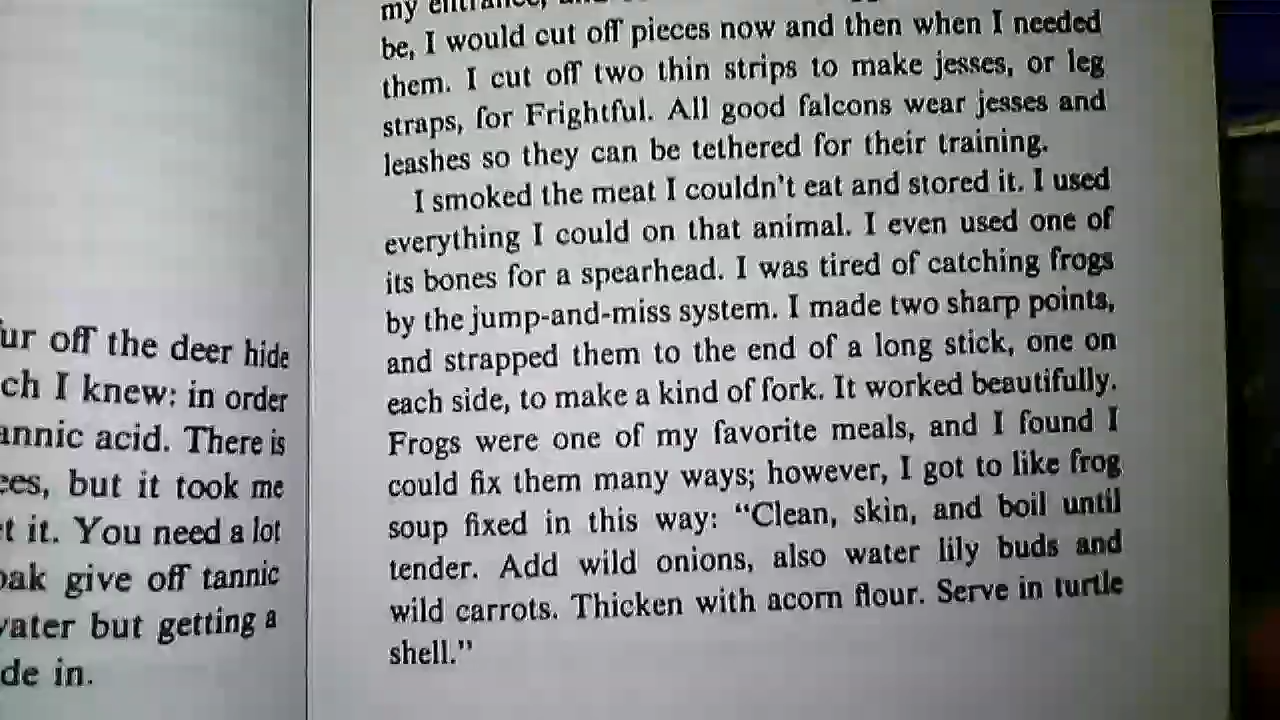 ur off the deer hide
ch I knew: in order
annic acid. There is
ees, but it took me
t it. You need a lot
oak give off tannic
vater but getting a
de in.
my
be, I would cut off pieces now and then when I needed
them. I cut off two thin strips to make jesses, or leg
straps, for Frightful. All good falcons wear jesses and
leashes so they can be tethered for their training.
I smoked the meat I couldn't eat and stored it. I used
everything I could on that animal. I even used one of
its bones for a spearhead. I was tired of catching frogs
by the jump-and-miss system. I made two sharp points,
and strapped them to the end of a long stick, one on
each side, to make a kind of fork. It worked beautifully.
Frogs were one of my favorite meals, and I found I
could fix them many ways; however, I got to like frog
soup fixed in this way: “Clean, skin, and boil until
tender. Add wild onions, also water lily buds and
wild carrots. Thicken with acorn flour. Serve in turtle
shell.”